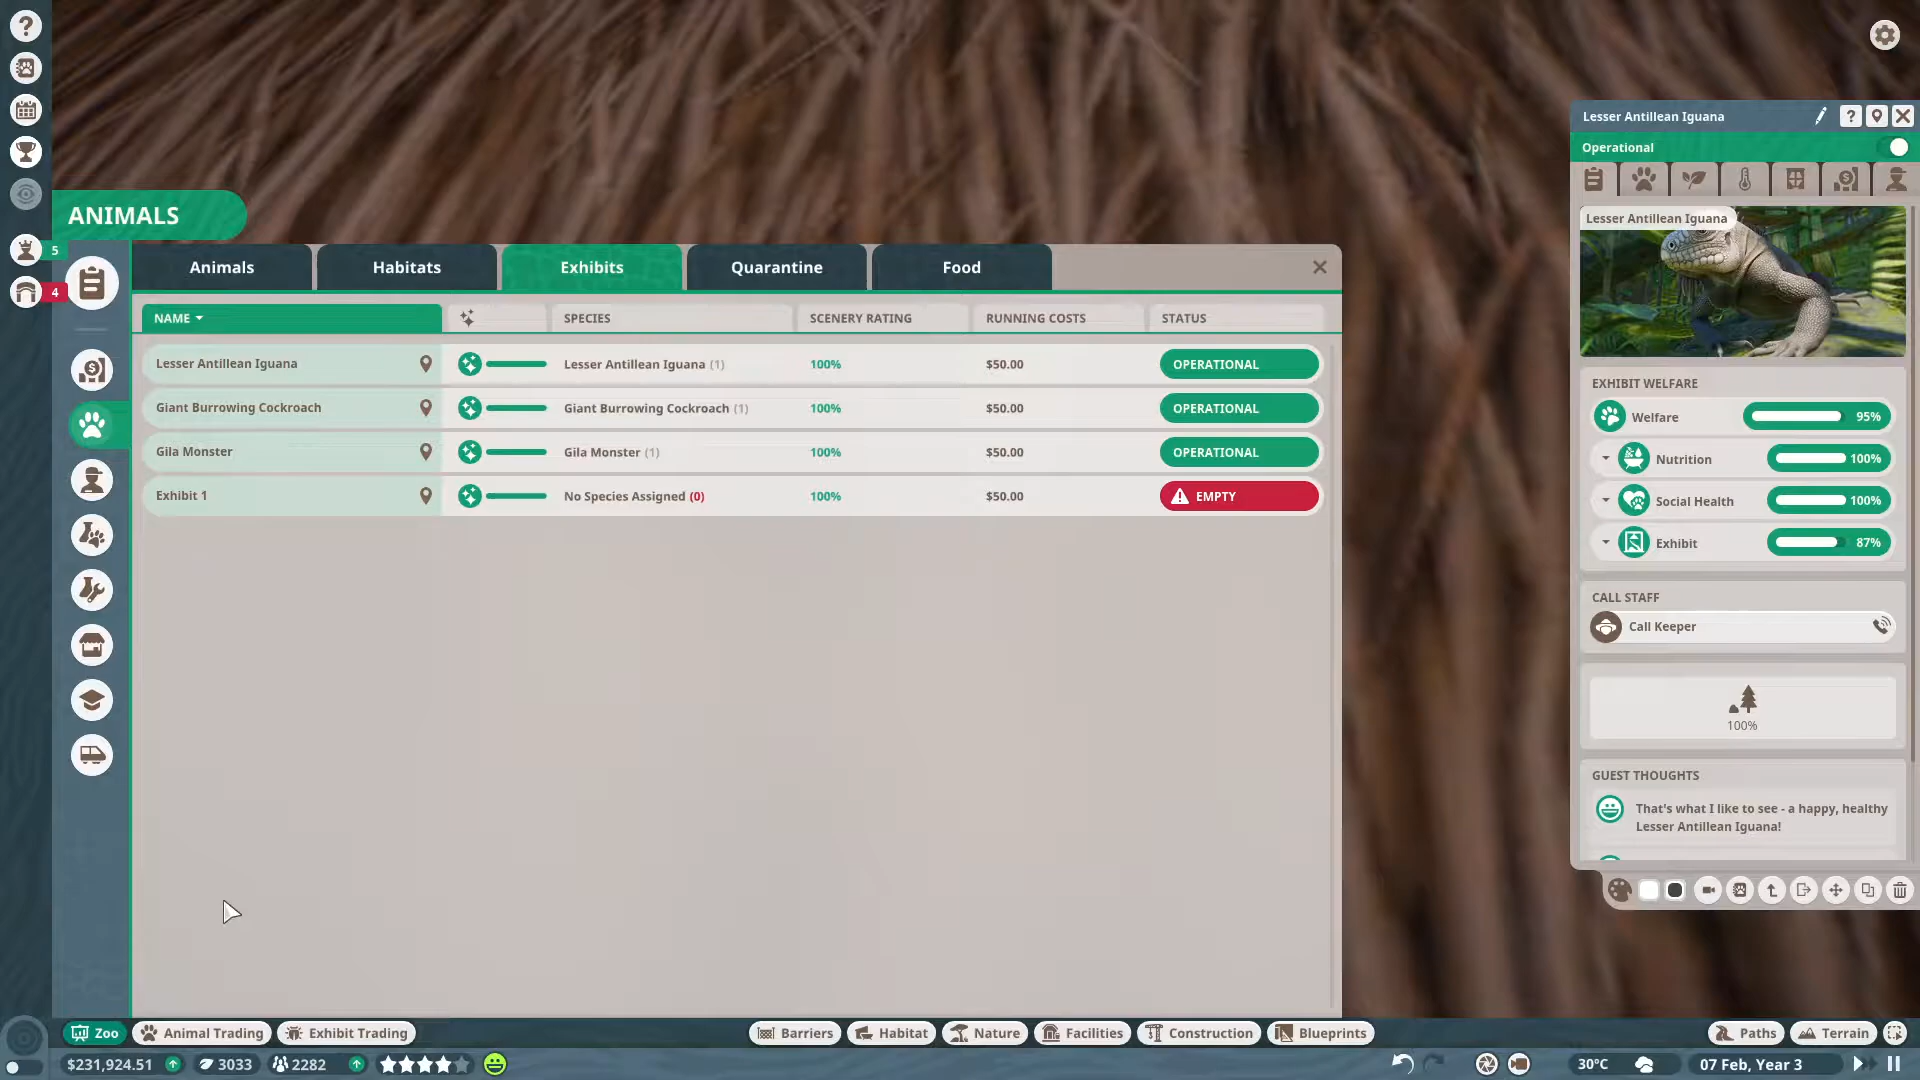 Lesser Antillean Iguana
Operational
ANIMALS
5
4
Animals
Habitats
Exhibits
Quarantine
Food
NAME
SPECIES
SCENERY RATING
RUNNING COSTS
STATUS
Lesser Antillean Iguana
Lesser Antillean Iguana (1)
100%
$50.00
OPERATIONAL
Giant Burrowing Cockroach
Giant Burrowing Cockroach (1)
100%
$50.00
OPERATIONAL
Gila Monster
Gila Monster (1)
100%
$50.00
OPERATIONAL
Exhibit 1
No Species Assigned (0)
100%
$50.00
EMPTY
Lesser Antillean Iguana
EXHIBIT WELFARE
Welfare
95%
Nutrition
100%
Social Health
100%
Exhibit
87%
CALL STAFF
Call Keeper
100%
GUEST THOUGHTS
That's what I like to see - a happy, healthy
Lesser Antillean Iguana!
Zoo
Animal Trading
Exhibit Trading
Barriers
Habitat
Nature
Facilities
Construction
Blueprints
Paths
Terrain
$231,924.51
3033
2282
30°C
07 Feb, Year 3